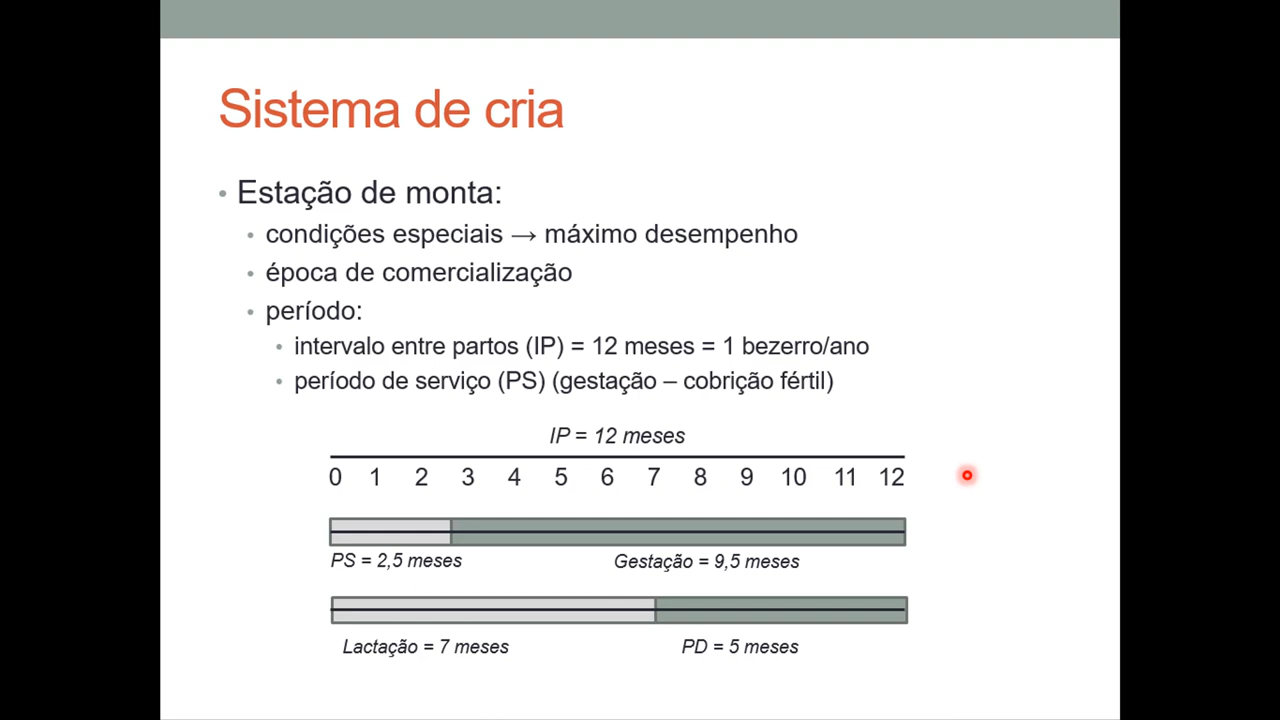 Sistema de cria
• Estação de monta:
• condições especiais → máximo desempenho
• época de comercialização
• período:
• intervalo entre partos (IP) = 12 meses = 1 bezerro/ano
• período de serviço (PS) (gestação – cobrição fértil)
IP = 12 meses
0 1 2 3 4 5 6 7 8 9 10 11 12
PS = 2,5 meses Gestação = 9,5 meses
Lactação = 7 meses PD = 5 meses